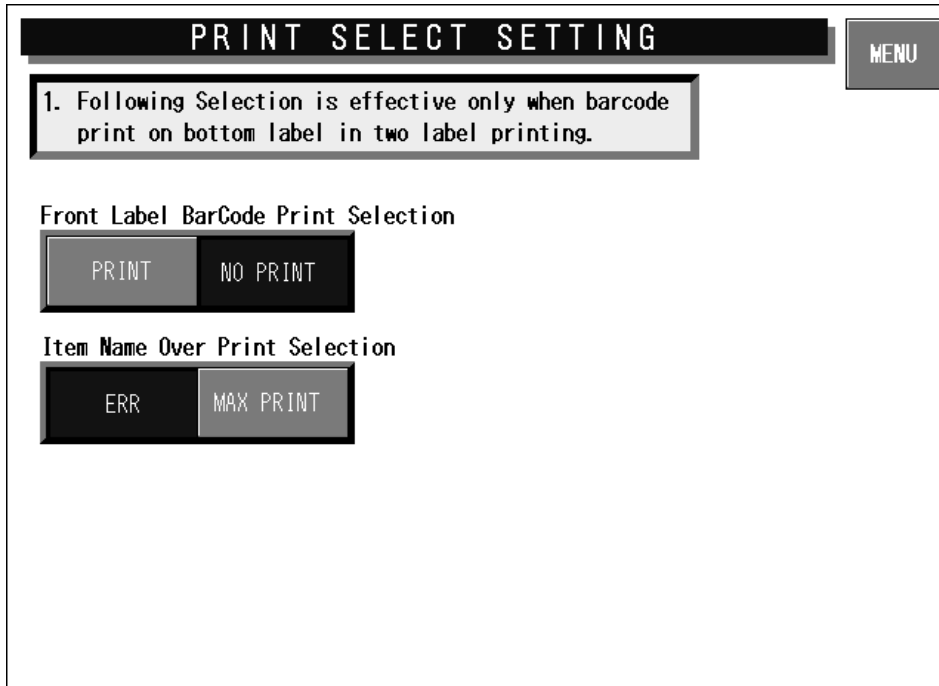 PRINT SELECT SETTING
MENU
1. Following Selection is effective only when barcode
print on bottom label in two label printing.
Front Label BarCode Print Selection
PRINT NO PRINT
Item Name Over Print Selection
ERR MAX PRINT